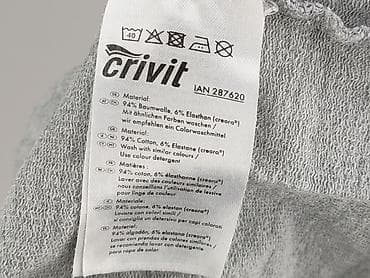 40
crivit
IAN 287620
Material:
94% Baumwolle, 6% Elasthan (creora®)
Mit ähnlichen Farben waschen /
wir empfehlen ein Colorwaschmittel
Material:
94% Cotton, 6% Elastane (creora®)
Wash with similar colours /
Use colour detergent
Matières :
94% coton, 6% élasthanne (creora®)
Laver avec des couleurs similaires /
nous conseillons l'utilisation de lessive
pour linge de couleur
Materiale:
94% cotone, 6% elastan (creora®)
Lavare con colori simili /
si consiglia un detersivo per capi colorati
Material:
94% algodón, 6% elastano (creora®)
Lavar con prendas de colores similares /
se recomienda lavar con detergente
para ropa de color